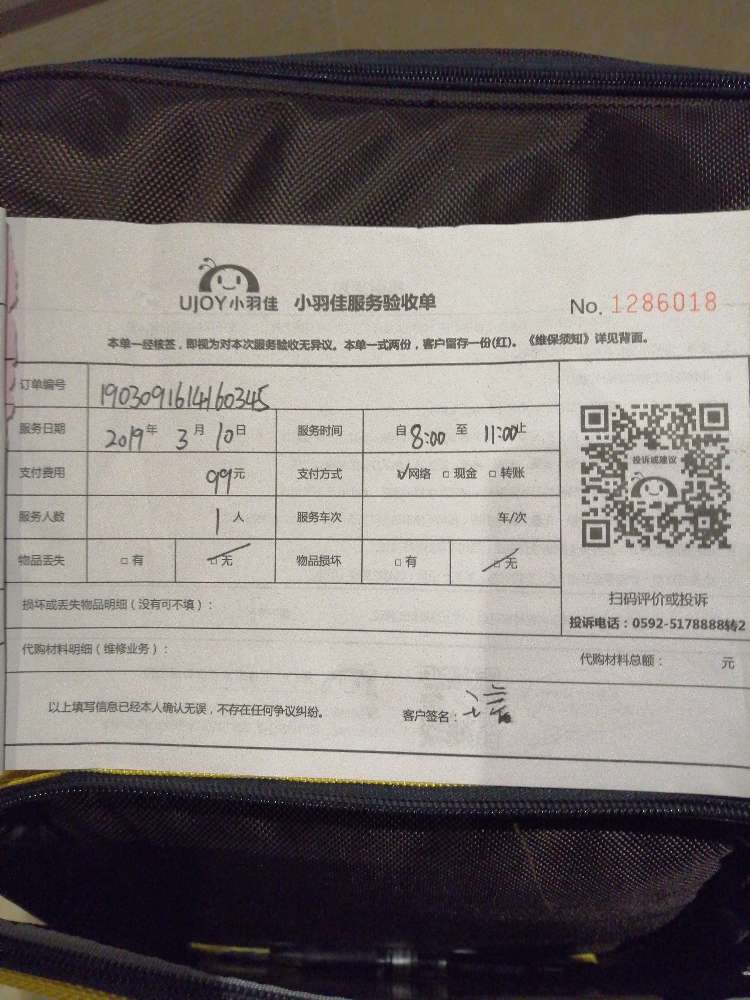 UJOY小羽佳 小羽佳服务验收单 No. 1286018
本单一经核签，即视为对本次服务验收无异议。本单一式两份，客户留存一份(红)。《维保须知》详见背面。
订单编号 1903091614160345
服务日期 2019年 3月 10日 服务时间 自8:00至11:00止
支付费用 99元 支付方式 ☑网络 □现金 □转账
服务人数 1人 服务车次 车/次
投诉或建议
物品丢失 □有 □无 物品损坏 □有 □无
扫码评价或投诉
损坏或丢失物品明细（没有可不填）：
投诉电话：0592-5178888转2
代购材料明细（维修业务）： 代购材料总额： 元
以上填写信息已经本人确认无误，不存在任何争议纠纷。 客户签名：